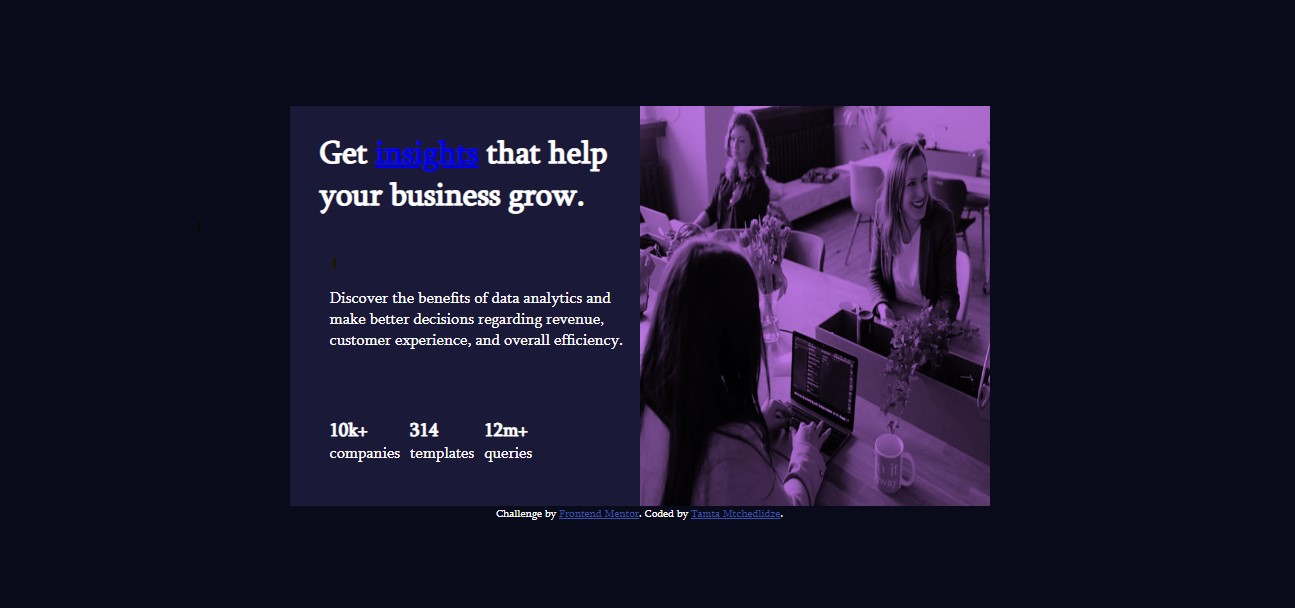 Get insights that help
your business grow.
Discover the benefits of data analytics and
make better decisions regarding revenue,
customer experience, and overall efficiency.
10k+ 314 12m+
companies templates queries
Challenge by Frontend Mentor. Coded by Tamta Mtchedlidze.